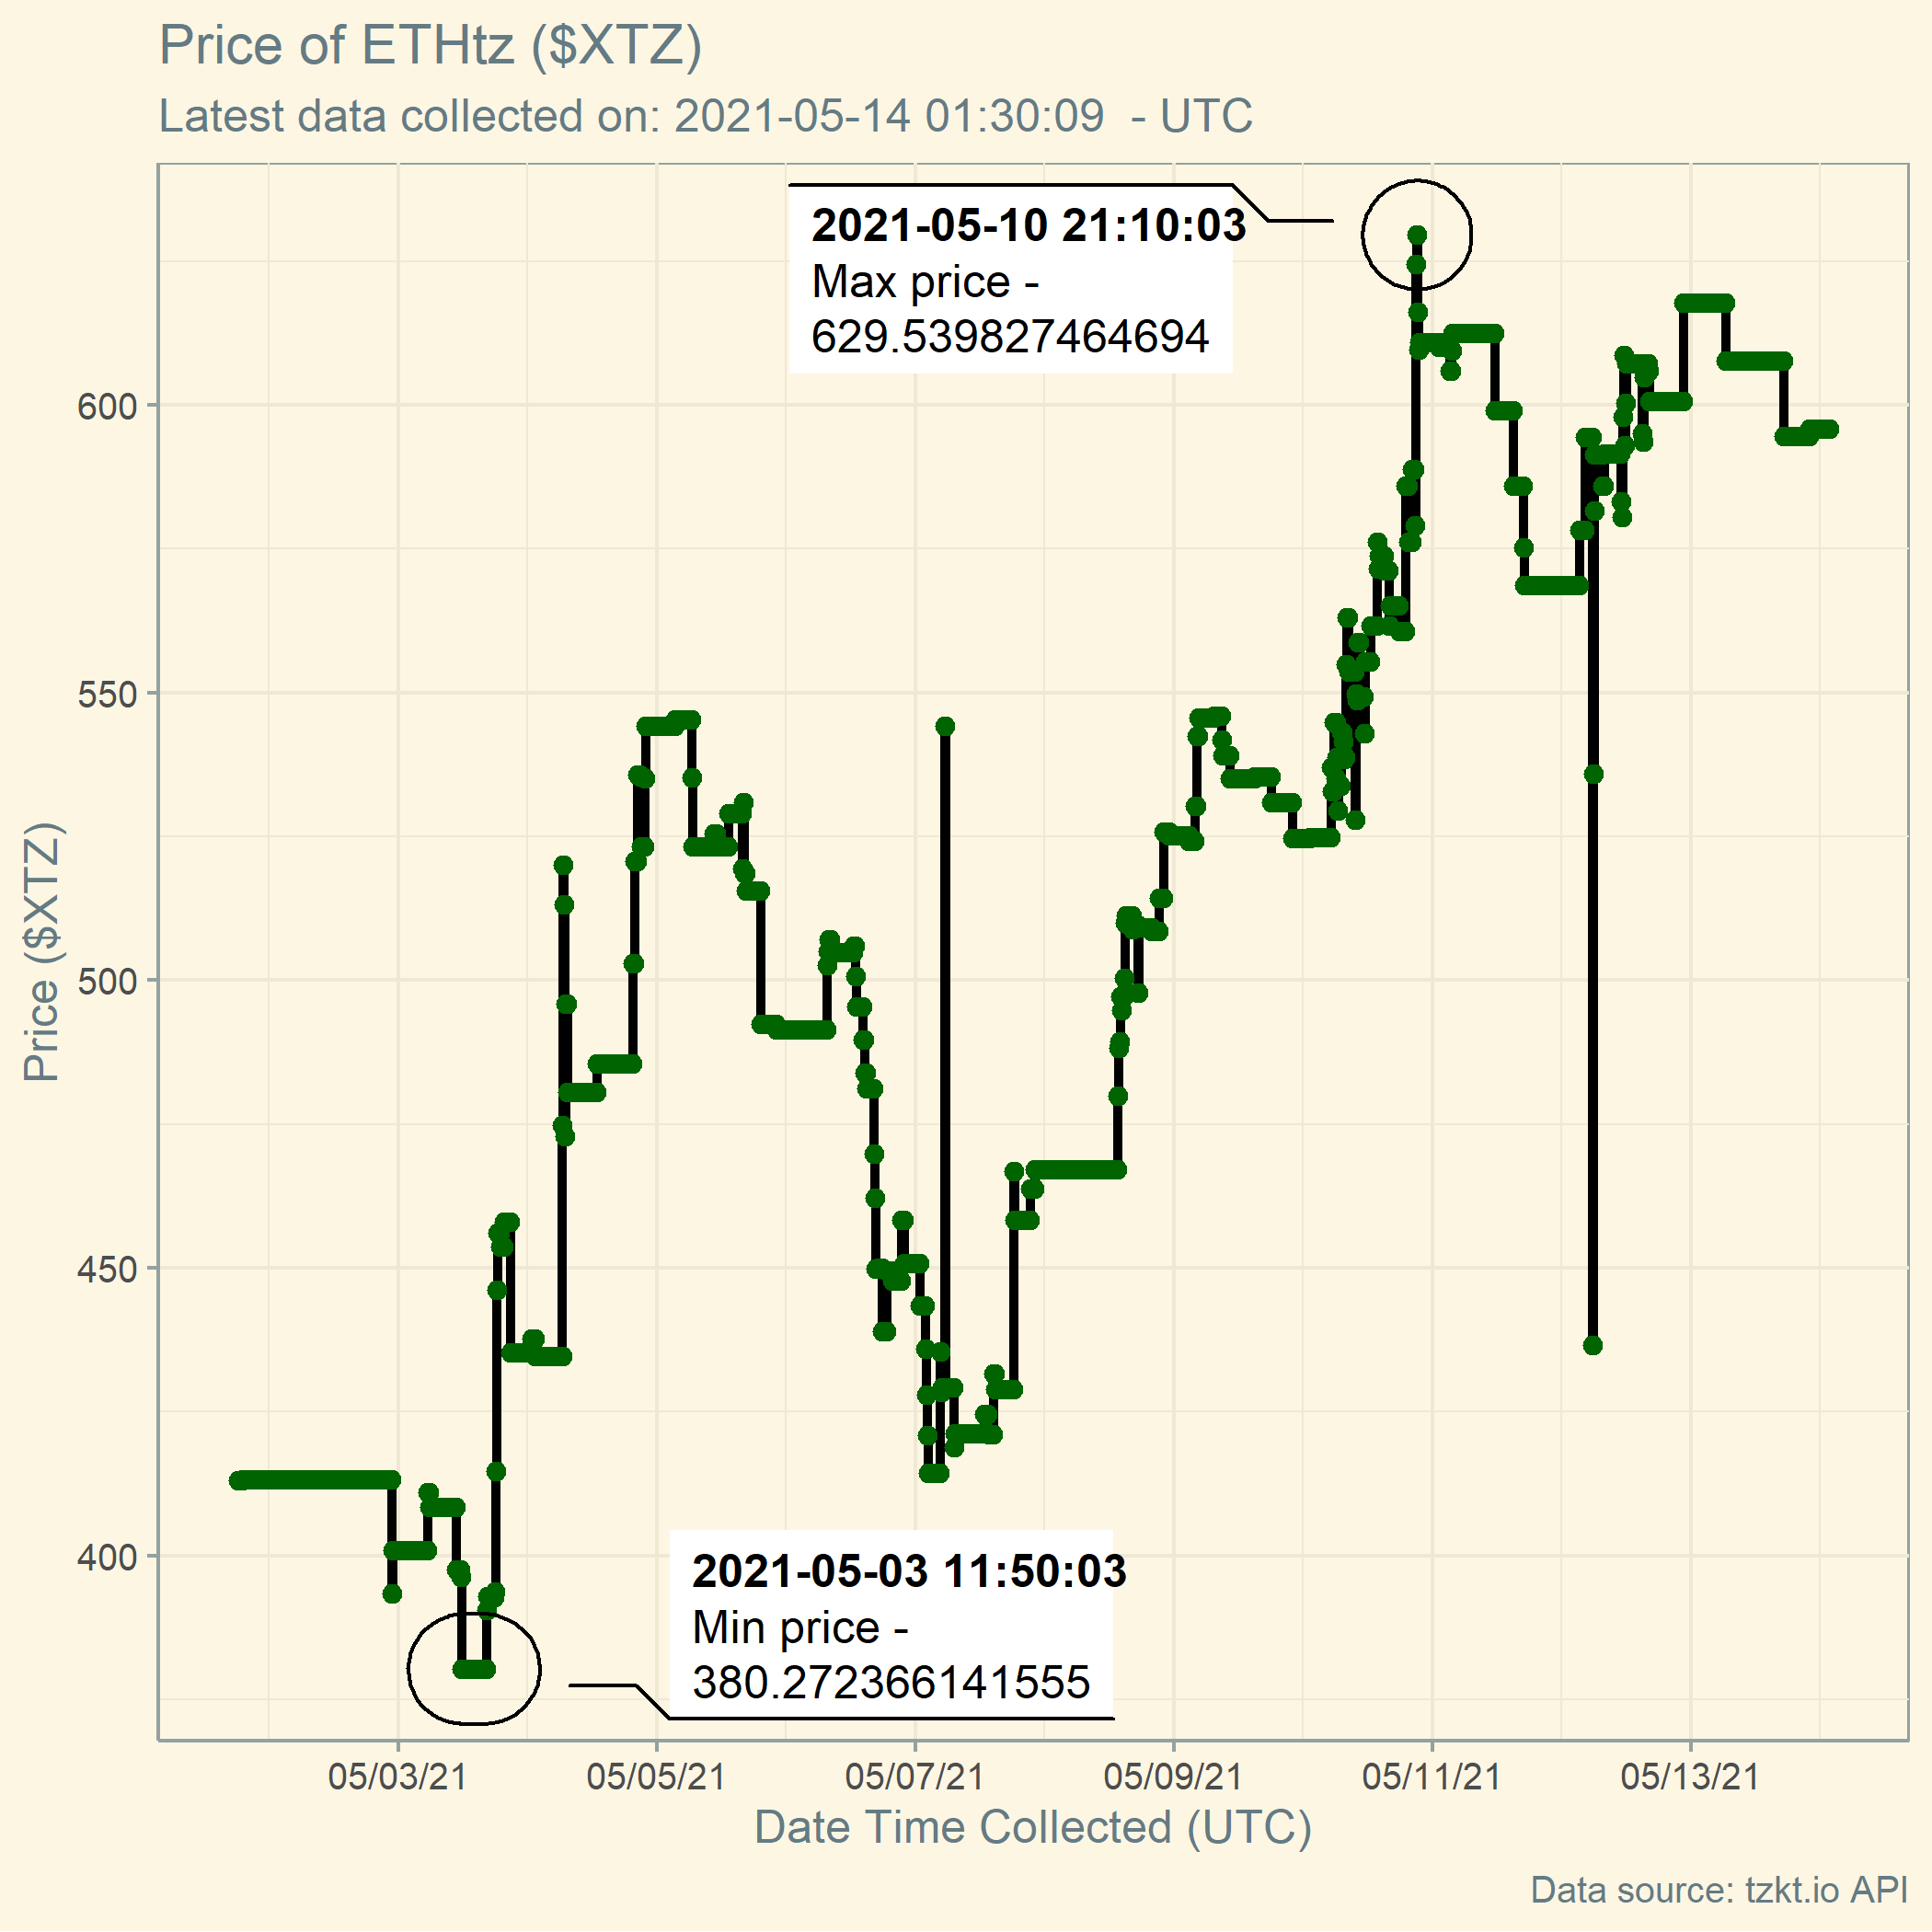 Price of ETHtz ($XTZ)
Latest data collected on: 2021-05-14 01:30:09  - UTC
2021-05-10 21:10:03
Max price -
629.539827464694
600
550
500
450
400
Price ($XTZ)
2021-05-03 11:50:03
Min price -
380.272366141555
05/03/21 05/05/21 05/07/21 05/09/21 05/11/21 05/13/21
Date Time Collected (UTC)
Data source: tzkt.io API